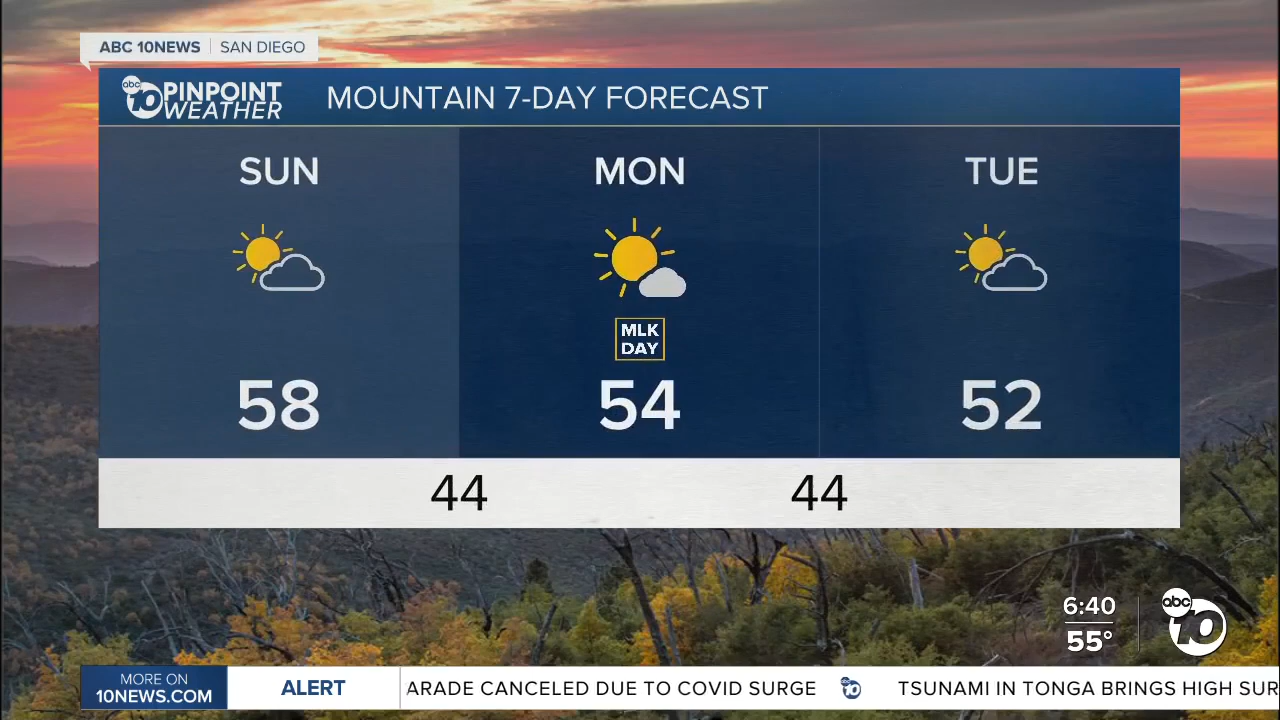 ABC 10NEWS | SAN DIEGO
abc 10 PINPOINT WEATHER
MOUNTAIN 7-DAY FORECAST
SUN
MON
TUE
MLK
DAY
58
54
52
44
44
6:40
55°
abc 10
MORE ON
10NEWS.COM
ALERT
ARADE CANCELED DUE TO COVID SURGE
abc 10
TSUNAMI IN TONGA BRINGS HIGH SUR